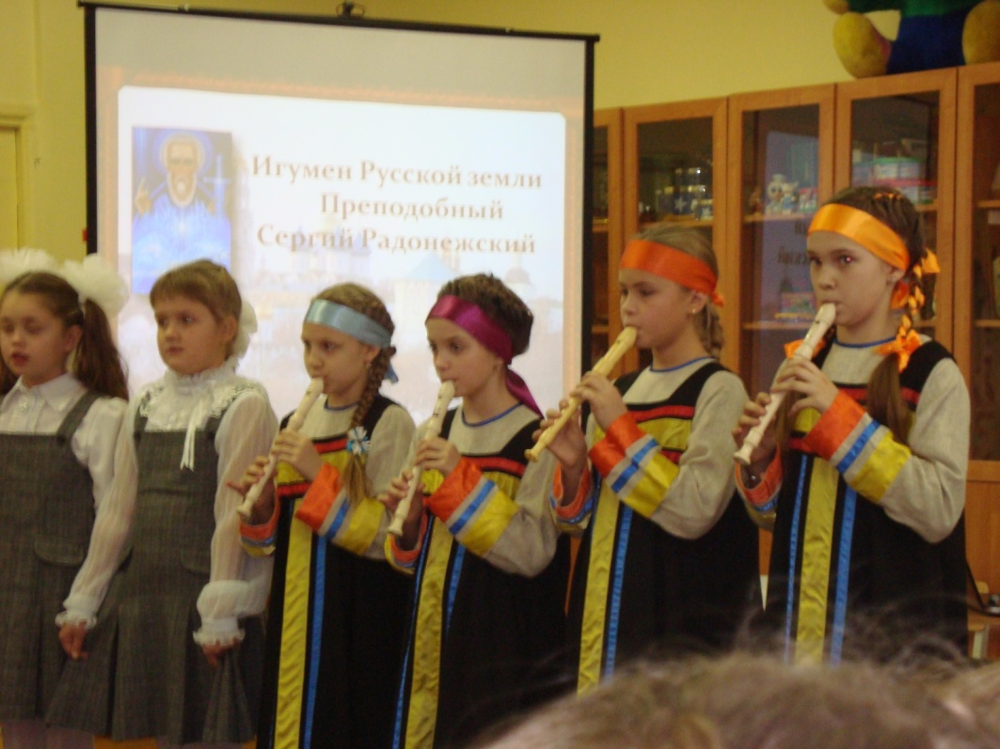 Игумен Русской земли
Преподобный
Сергий Радонежский